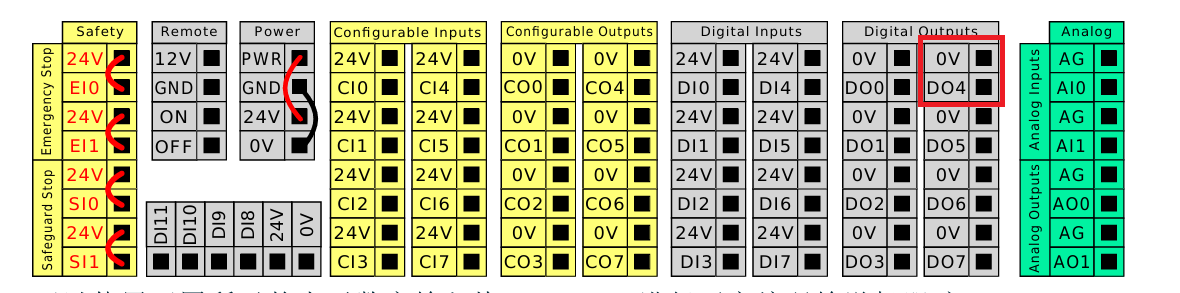 Safety
Emergency Stop
24V
EI0
24V
EI1
Safeguard Stop
24V
SI0
24V
SI1
Remote
12V
GND
ON
OFF
Power
PWR
GND
24V
0V
DI11
DI10
DI9
DI8
24V
0V
Configurable Inputs
24V 24V
CI0 CI4
24V 24V
CI1 CI5
24V 24V
CI2 CI6
24V 24V
CI3 CI7
Configurable Outputs
0V 0V
CO0 CO4
0V 0V
CO1 CO5
0V 0V
CO2 CO6
0V 0V
CO3 CO7
Digital Inputs
24V 24V
DI0 DI4
24V 24V
DI1 DI5
24V 24V
DI2 DI6
24V 24V
DI3 DI7
Digital Outputs
0V 0V
DO0 DO4
0V 0V
DO1 DO5
0V 0V
DO2 DO6
0V 0V
DO3 DO7
Analog
Analog Inputs
AG
AI0
AG
AI1
Analog Outputs
AG
AO0
AG
AO1